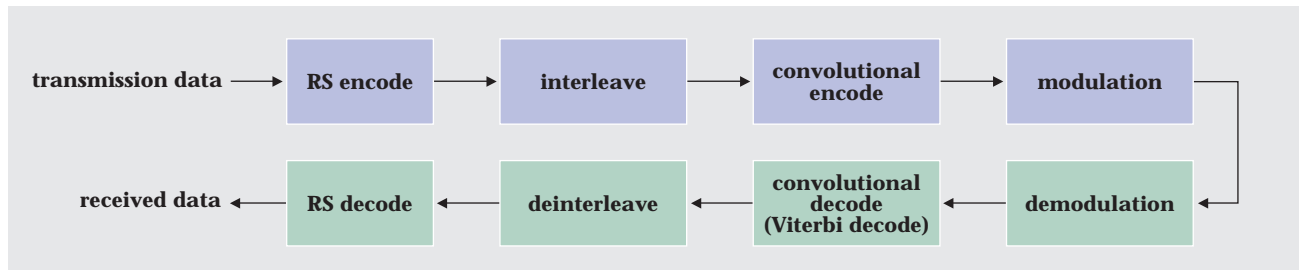 transmission data
RS encode
interleave
convolutional
encode
modulation
received data
RS decode
deinterleave
convolutional
decode
(Viterbi decode)
demodulation